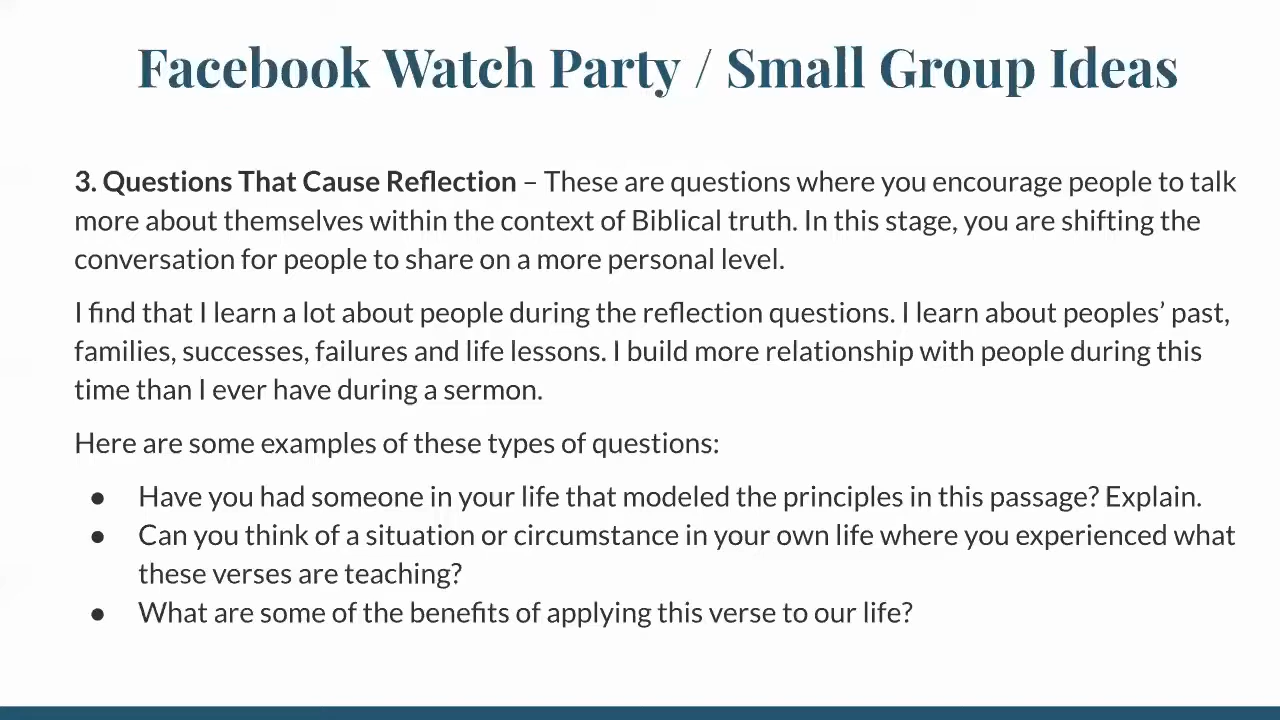 Facebook Watch Party / Small Group Ideas
3. Questions That Cause Reflection – These are questions where you encourage people to talk
more about themselves within the context of Biblical truth. In this stage, you are shifting the
conversation for people to share on a more personal level.
I find that I learn a lot about people during the reflection questions. I learn about peoples’ past,
families, successes, failures and life lessons. I build more relationship with people during this
time than I ever have during a sermon.
Here are some examples of these types of questions:
● Have you had someone in your life that modeled the principles in this passage? Explain.
● Can you think of a situation or circumstance in your own life where you experienced what
these verses are teaching?
● What are some of the benefits of applying this verse to our life?